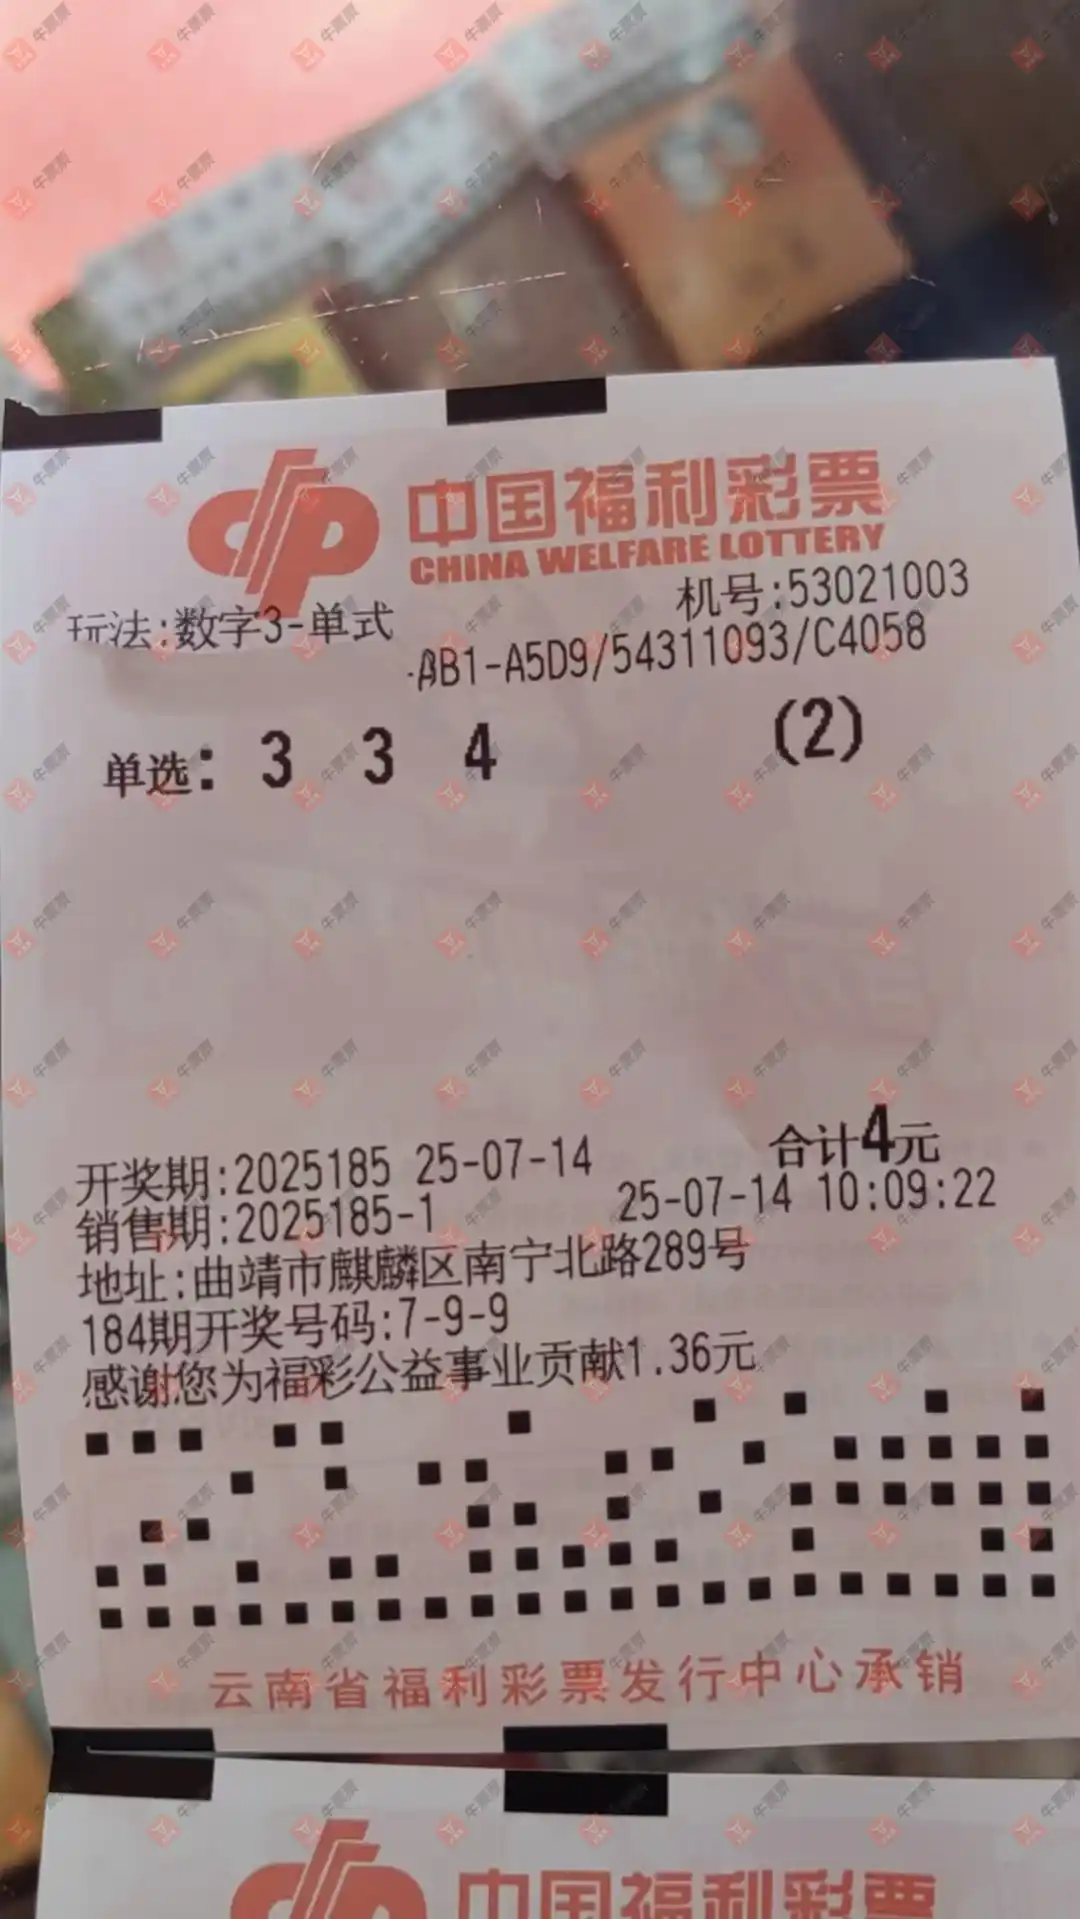 中国福利彩票
CHINA WELFARE LOTTERY
机号:53021003
玩法:数字3-单式
AB1-A5D9/54311093/C4058
单选: 3 3 4 (2)
合计4元
开奖期:2025185 25-07-14
销售期:2025185-1 25-07-14 10:09:22
地址:曲靖市麒麟区南宁北路289号
184期开奖号码:7-9-9
感谢您为福彩公益事业贡献1.36元
云南省福利彩票发行中心承销
中国福利彩票
牛票票